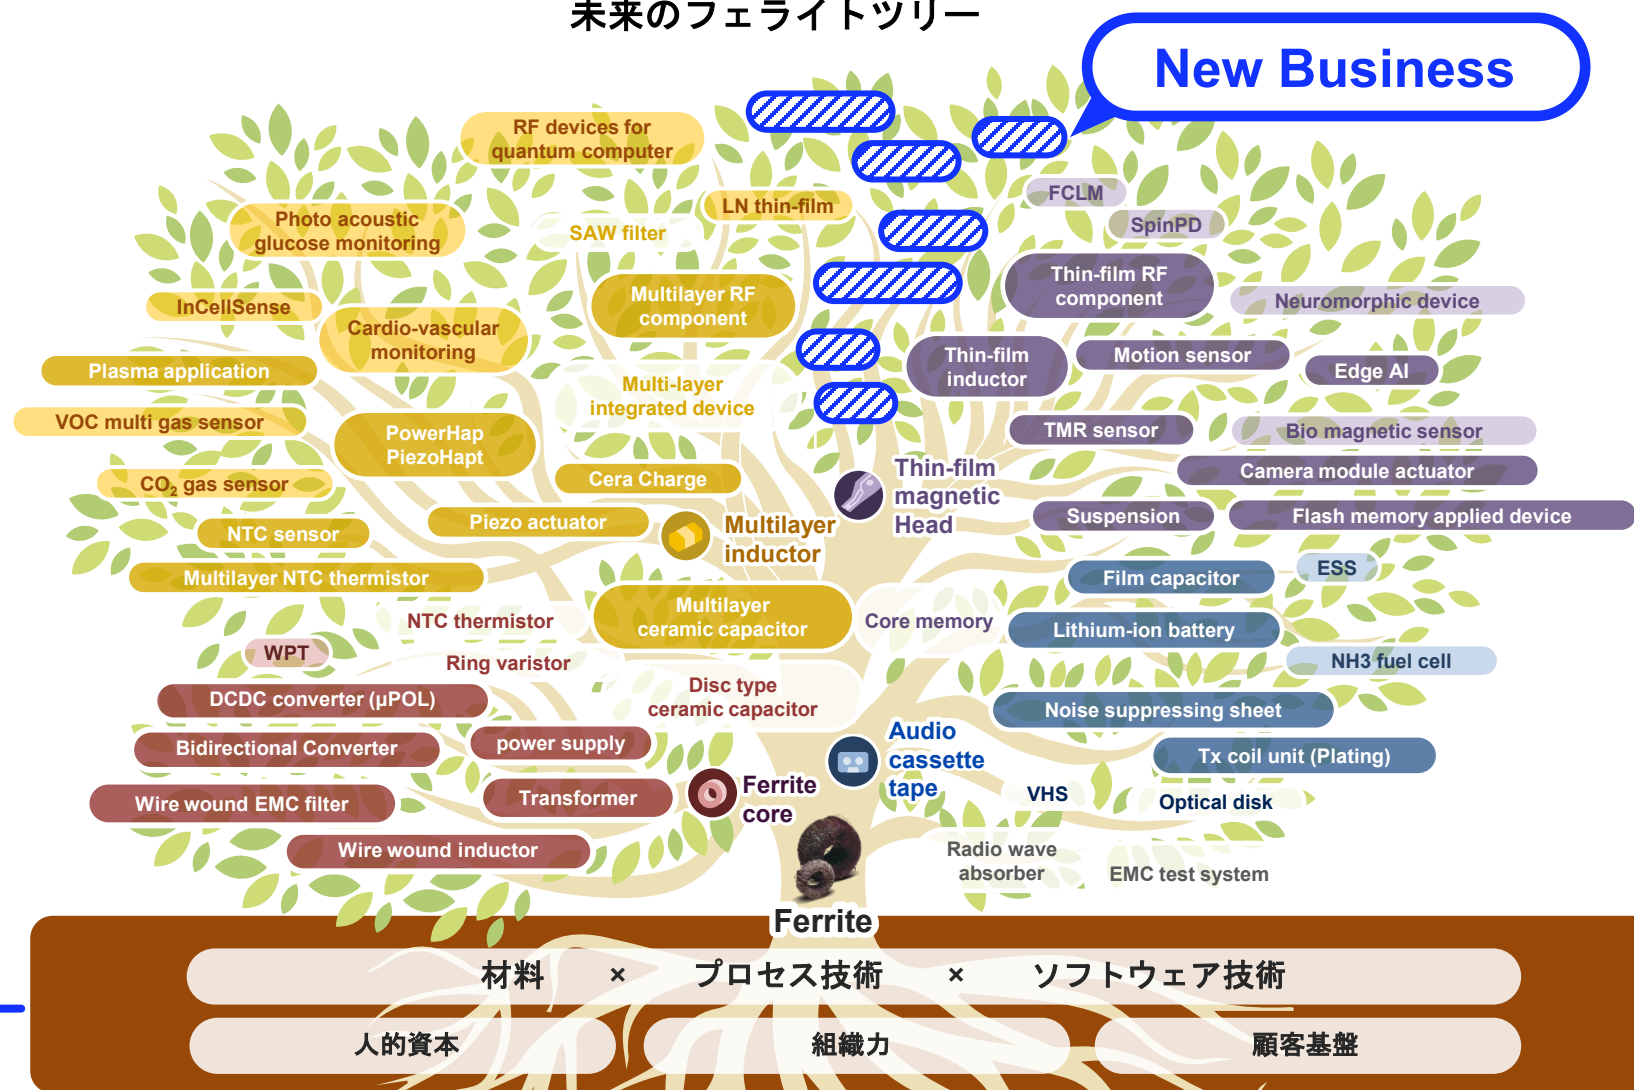 未来のフェライトツリー
New Business
RF devices for
quantum computer
LN thin-film
FCLM
SpinPD
Photo acoustic
glucose monitoring
SAW filter
Thin-film RF
component
Multilayer RF
component
Neuromorphic device
InCellSense
Cardio-vascular
monitoring
Thin-film
inductor
Motion sensor
Edge AI
Plasma application
Multi-layer
integrated device
VOC multi gas sensor
PowerHap
PiezoHapt
TMR sensor
Bio magnetic sensor
Camera module actuator
CO₂ gas sensor
Cera Charge
Thin-film
magnetic
Head
Suspension
Flash memory applied device
NTC sensor
Piezo actuator
Multilayer
inductor
Multilayer NTC thermistor
Film capacitor
ESS
NTC thermistor
Multilayer
ceramic capacitor
Core memory
Lithium-ion battery
WPT
Ring varistor
NH3 fuel cell
DCDC converter (μPOL)
Disc type
ceramic capacitor
Noise suppressing sheet
Bidirectional Converter
power supply
Audio
cassette
tape
Tx coil unit (Plating)
Wire wound EMC filter
Transformer
Ferrite
core
VHS
Optical disk
Wire wound inductor
Radio wave
absorber
EMC test system
Ferrite
材料 × プロセス技術 × ソフトウェア技術
人的資本 組織力 顧客基盤